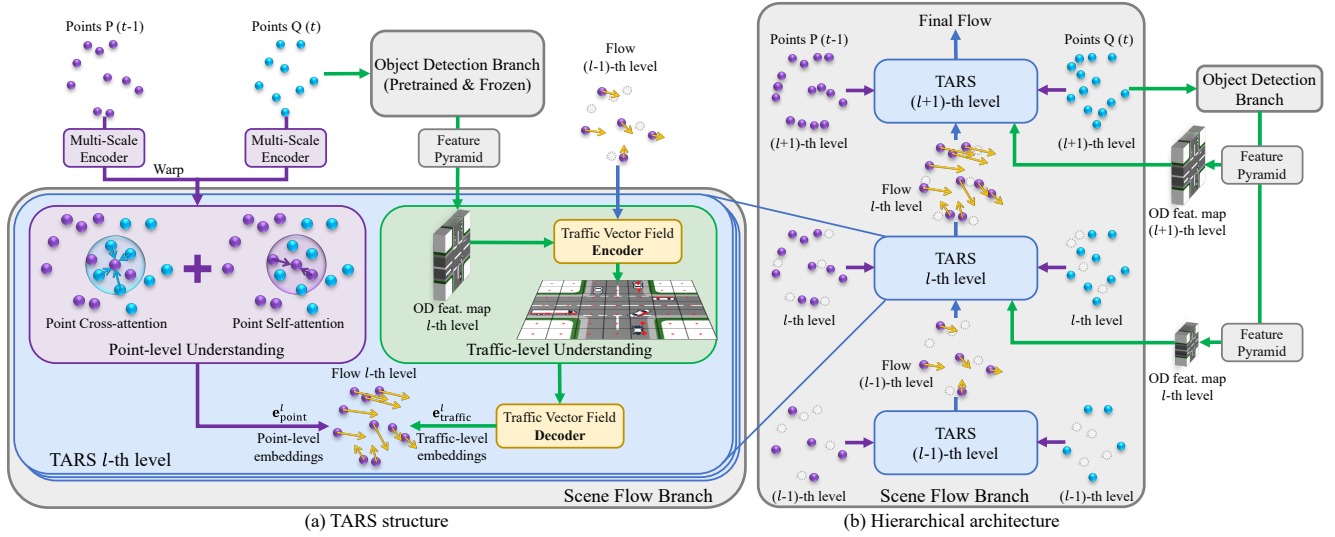 Points P (t-1)
Points Q (t)
Object Detection Branch
(Pretrained & Frozen)
Flow
(l-1)-th level
Multi-Scale
Encoder
Multi-Scale
Encoder
Feature
Pyramid
Warp
Traffic Vector Field
Encoder
OD feat. map
l-th level
Point Cross-attention
Point Self-attention
Point-level Understanding
Traffic-level Understanding
Flow l-th level
e^l_point
e^l_traffic
Point-level
embeddings
Traffic-level
embeddings
Traffic Vector Field
Decoder
TARS l-th level
Scene Flow Branch
(a) TARS structure
Final Flow
Points P (t-1)
Points Q (t)
TARS
(l+1)-th level
(l+1)-th level
(l+1)-th level
Object Detection
Branch
Feature
Pyramid
OD feat. map
(l+1)-th level
Flow
l-th level
TARS
l-th level
l-th level
l-th level
Feature
Pyramid
OD feat. map
l-th level
Flow
(l-1)-th level
TARS
(l-1)-th level
(l-1)-th level
(l-1)-th level
Scene Flow Branch
(b) Hierarchical architecture